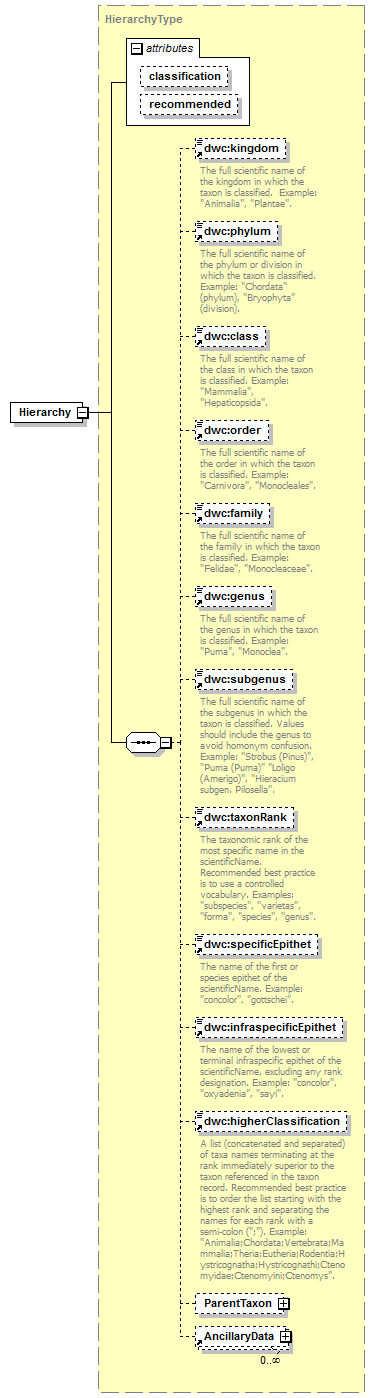 HierarchyType
attributes
classification
recommended
dwc:kingdom
The full scientific name of
the kingdom in which the
taxon is classified.  Example:
"Animalia", "Plantae".
dwc:phylum
The full scientific name of
the phylum or division in
which the taxon is classified.
Example: "Chordata"
(phylum), "Bryophyta"
(division).
dwc:class
The full scientific name of
the class in which the taxon
is classified. Example:
"Mammalia",
"Hepaticopsida".
Hierarchy
dwc:order
The full scientific name of
the order in which the taxon
is classified. Example:
"Carnivora", "Monocleales".
dwc:family
The full scientific name of
the family in which the taxon
is classified. Example:
"Felidae", "Monocleaceae".
dwc:genus
The full scientific name of
the genus in which the taxon
is classified. Example:
"Puma", "Monoclea".
dwc:subgenus
The full scientific name of
the subgenus in which the
taxon is classified. Values
should include the genus to
avoid homonym confusion.
Example: "Strobus (Pinus)",
"Puma (Puma)" "Loligo
(Amerigo)", "Hieracium
subgen. Pilosella".
dwc:taxonRank
The taxonomic rank of the
most specific name in the
scientificName.
Recommended best practice
is to use a controlled
vocabulary. Examples:
"subspecies", "varietas",
"forma", "species", "genus".
dwc:specificEpithet
The name of the first or
species epithet of the
scientificName. Example:
"concolor", "gottschei".
dwc:infraspecificEpithet
The name of the lowest or
terminal infraspecific epithet of the
scientificName, excluding any rank
designation. Example: "concolor",
"oxyadenia", "sayi".
dwc:higherClassification
A list (concatenated and separated)
of taxa names terminating at the
rank immediately superior to the
taxon referenced in the taxon
record. Recommended best practice
is to order the list starting with the
highest rank and separating the
names for each rank with a
semi-colon (";"). Example:
"Animalia;Chordata;Vertebrata;Ma
mmalia;Theria;Eutheria;Rodentia;H
ystricognatha;Hystricognathi;Cteno
myidae;Ctenomyini;Ctenomys".
ParentTaxon
AncillaryData
0..∞